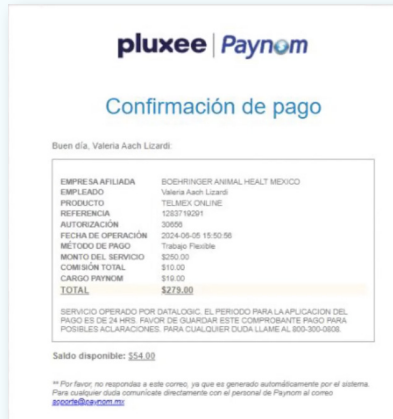 pluxee | Paynom
Confirmación de pago
Buen día, Valeria Aach Lizardi:
EMPRESA AFILIADA BOEHRINGER ANIMAL HEALT MEXICO
EMPLEADO Valeria Aach Lizardi
PRODUCTO TELMEX ONLINE
REFERENCIA 1283719291
AUTORIZACIÓN 30656
FECHA DE OPERACIÓN 2024-06-05 15:50:56
MÉTODO DE PAGO Trabajo Flexible
MONTO DEL SERVICIO $250.00
COMISIÓN TOTAL $10.00
CARGO PAYNOM $19.00
TOTAL $279.00
SERVICIO OPERADO POR DATALOGIC. EL PERIODO PARA LA APLICACION DEL
PAGO ES DE 24 HRS. FAVOR DE GUARDAR ESTE COMPROBANTE PAGO PARA
POSIBLES ACLARACIONES. PARA CUALQUIER DUDA LLAME AL 800-300-0808.
Saldo disponible: $54.00
** Por favor, no respondas a este correo, ya que es generado automáticamente por el sistema.
Para cualquier duda comunícate directamente con el personal de Paynom al correo
soporte@paynom.mx